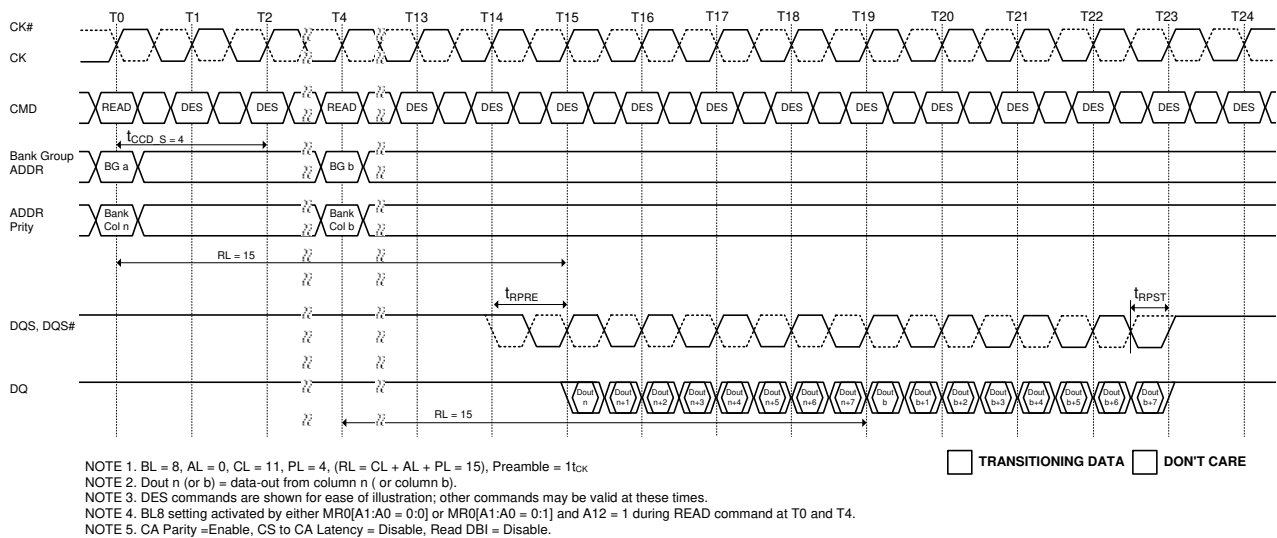 CK#
CK
T0 T1 T2 T4 T13 T14 T15 T16 T17 T18 T19 T20 T21 T22 T23 T24
CMD
READ DES DES READ DES DES DES DES DES DES DES DES DES DES DES DES
tCCD_S = 4
Bank Group
ADDR
BG a BG b
ADDR
Prity
Bank
Col n
Bank
Col b
RL = 15
tRPRE
tRPST
DQS, DQS#
DQ
Dout
n
Dout
n+1
Dout
n+2
Dout
n+3
Dout
n+4
Dout
n+5
Dout
n+6
Dout
n+7
Dout
b
Dout
b+1
Dout
b+2
Dout
b+3
Dout
b+4
Dout
b+5
Dout
b+6
Dout
b+7
RL = 15
NOTE 1. BL = 8, AL = 0, CL = 11, PL = 4, (RL = CL + AL + PL = 15), Preamble = 1tCK
NOTE 2. Dout n (or b) = data-out from column n ( or column b).
NOTE 3. DES commands are shown for ease of illustration; other commands may be valid at these times.
NOTE 4. BL8 setting activated by either MR0[A1:A0 = 0:0] or MR0[A1:A0 = 0:1] and A12 = 1 during READ command at T0 and T4.
NOTE 5. CA Parity =Enable, CS to CA Latency = Disable, Read DBI = Disable.
TRANSITIONING DATA
DON'T CARE